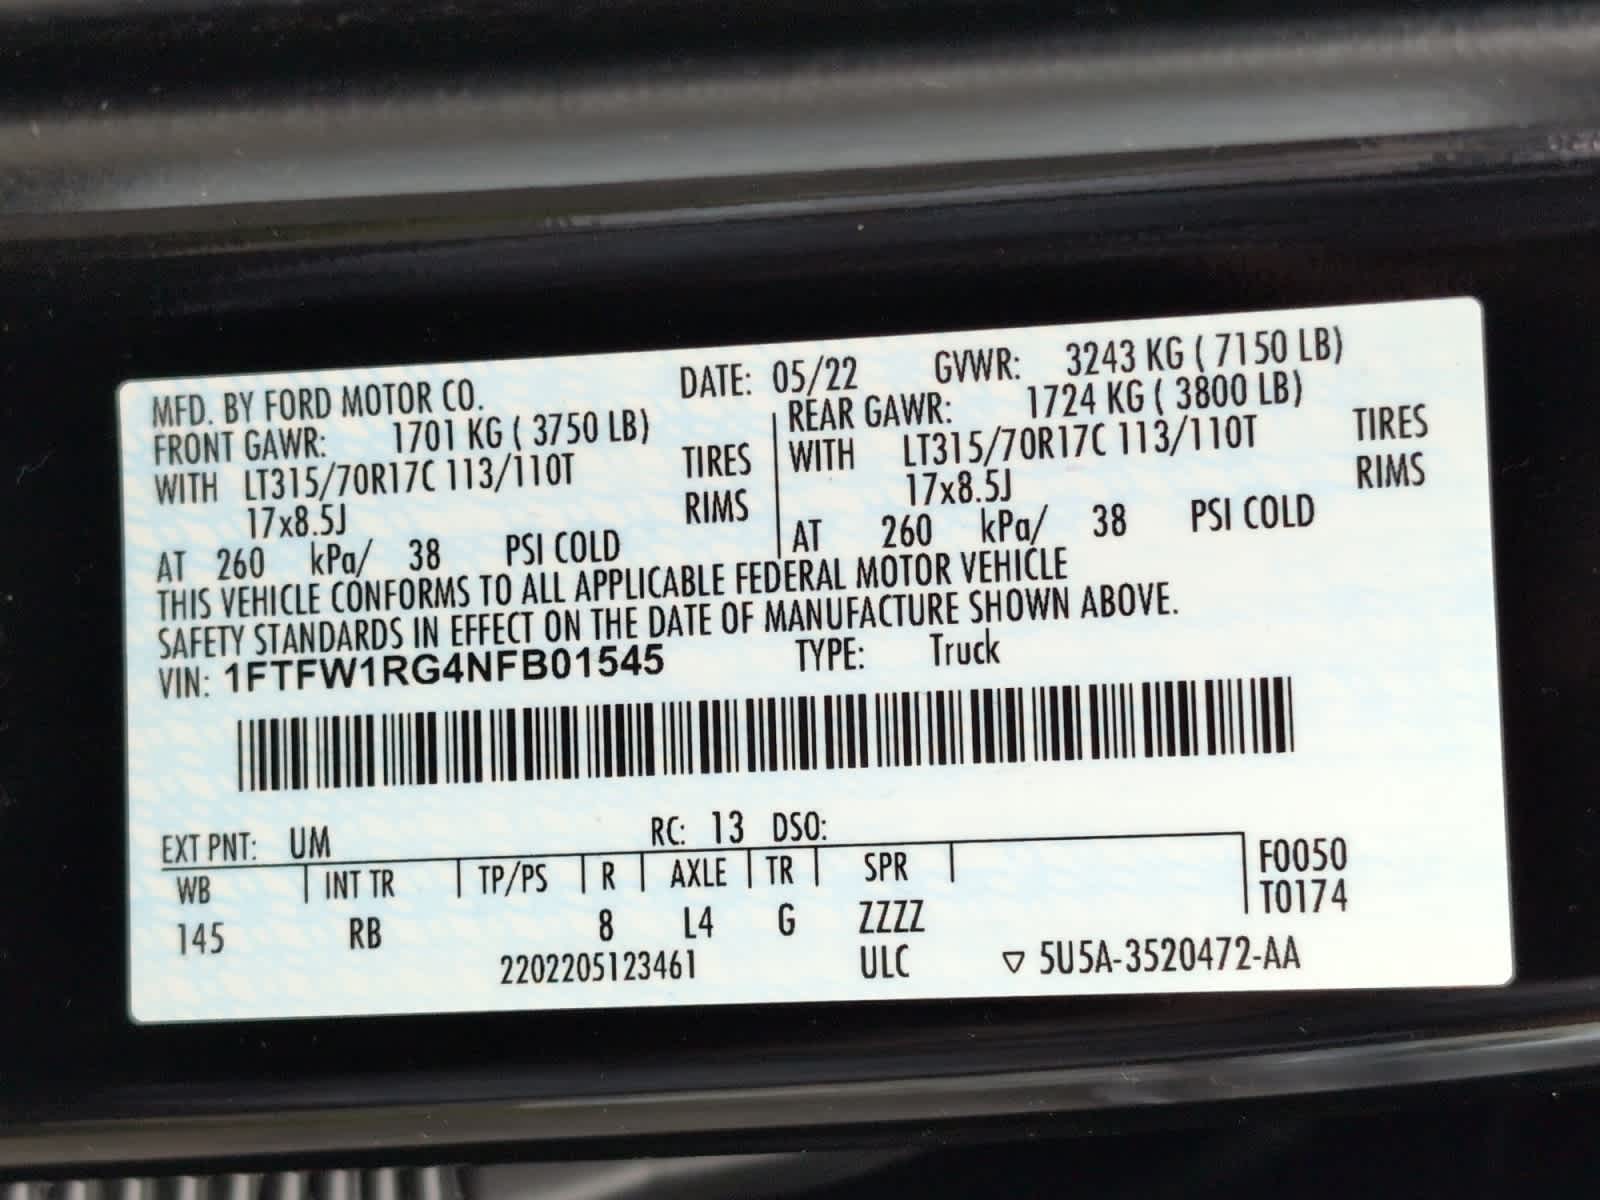 MFD. BY FORD MOTOR CO. DATE: 05/22 GVWR: 3243 KG ( 7150 LB)
FRONT GAWR: 1701 KG ( 3750 LB) REAR GAWR: 1724 KG ( 3800 LB)
WITH LT315/70R17C 113/110T TIRES WITH LT315/70R17C 113/110T TIRES
17x8.5J RIMS 17x8.5J RIMS
AT 260 kPa/ 38 PSI COLD AT 260 kPa/ 38 PSI COLD
THIS VEHICLE CONFORMS TO ALL APPLICABLE FEDERAL MOTOR VEHICLE
SAFETY STANDARDS IN EFFECT ON THE DATE OF MANUFACTURE SHOWN ABOVE.
VIN: 1FTFW1RG4NFB01545 TYPE: Truck
EXT PNT: UM RC: 13 DSO:
WB INT TR TP/PS R AXLE TR SPR F0050
145 RB 8 L4 G ZZZZ T0174
2202205123461 ULC ▽ 5U5A-3520472-AA